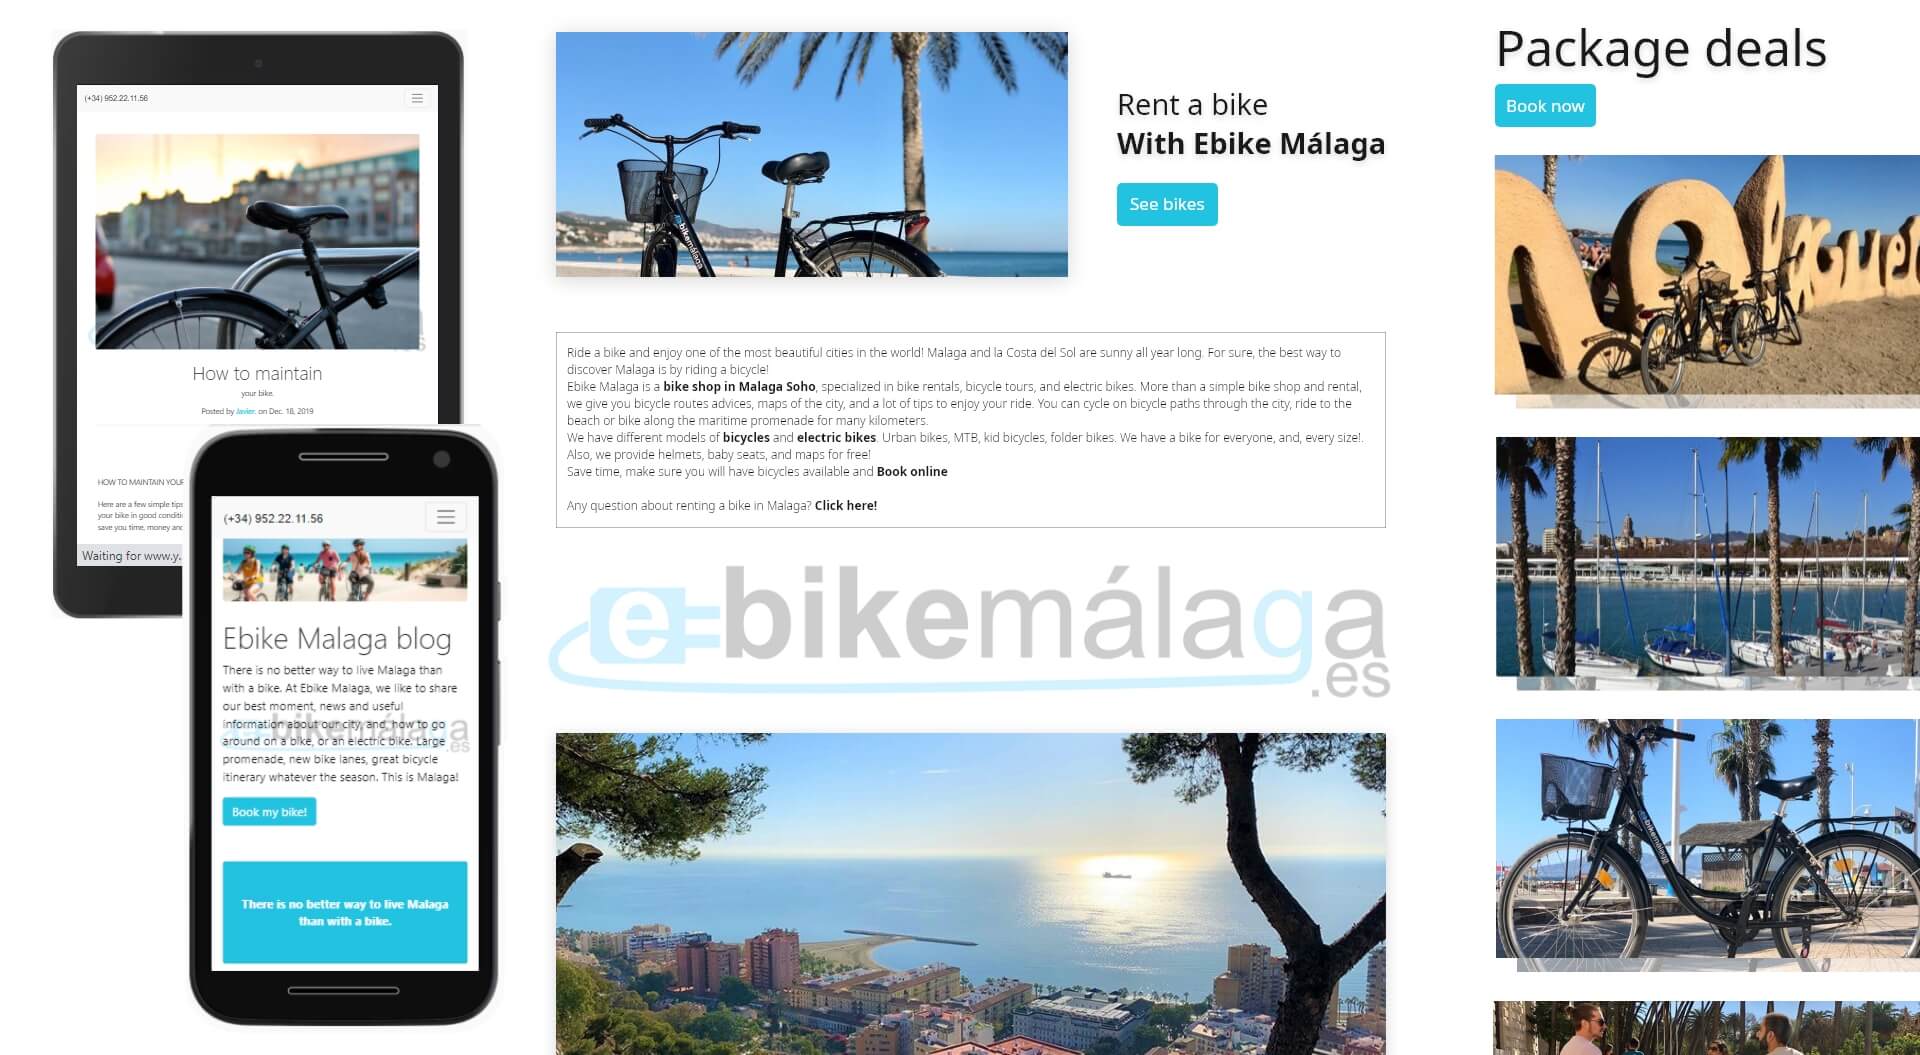 (+34) 952.22.11.56
How to maintain
your bike.
Posted by Javier. on Dec. 18, 2019
HOW TO MAINTAIN YOUR
Here are a few simple tips
your bike in good conditi
save you time, money and
Waiting for www.y.
(+34) 952.22.11.56
Ebike Malaga blog
There is no better way to live Malaga than
with a bike. At Ebike Malaga, we like to share
our best moment, news and useful
information about our city, and, how to go
around on a bike, or an electric bike. Large
promenade, new bike lanes, great bicycle
itinerary whatever the season. This is Malaga!
ebikemálaga
.es
Book my bike!
There is no better way to live Malaga
than with a bike.
ebikemálaga
Rent a bike
With Ebike Málaga
See bikes
Ride a bike and enjoy one of the most beautiful cities in the world! Malaga and la Costa del Sol are sunny all year long. For sure, the best way to
discover Malaga is by riding a bicycle!
Ebike Malaga is a bike shop in Malaga Soho, specialized in bike rentals, bicycle tours, and electric bikes. More than a simple bike shop and rental,
we give you bicycle routes advices, maps of the city, and a lot of tips to enjoy your ride. You can cycle on bicycle paths through the city, ride to the
beach or bike along the maritime promenade for many kilometers.
We have different models of bicycles and electric bikes. Urban bikes, MTB, kid bicycles, folder bikes. We have a bike for everyone, and, every size!.
Also, we provide helmets, baby seats, and maps for free!
Save time, make sure you will have bicycles available and Book online
Any question about renting a bike in Malaga? Click here!
ebikemálaga
.es
Package deals
Book now
Malaguet
ebikemálaga